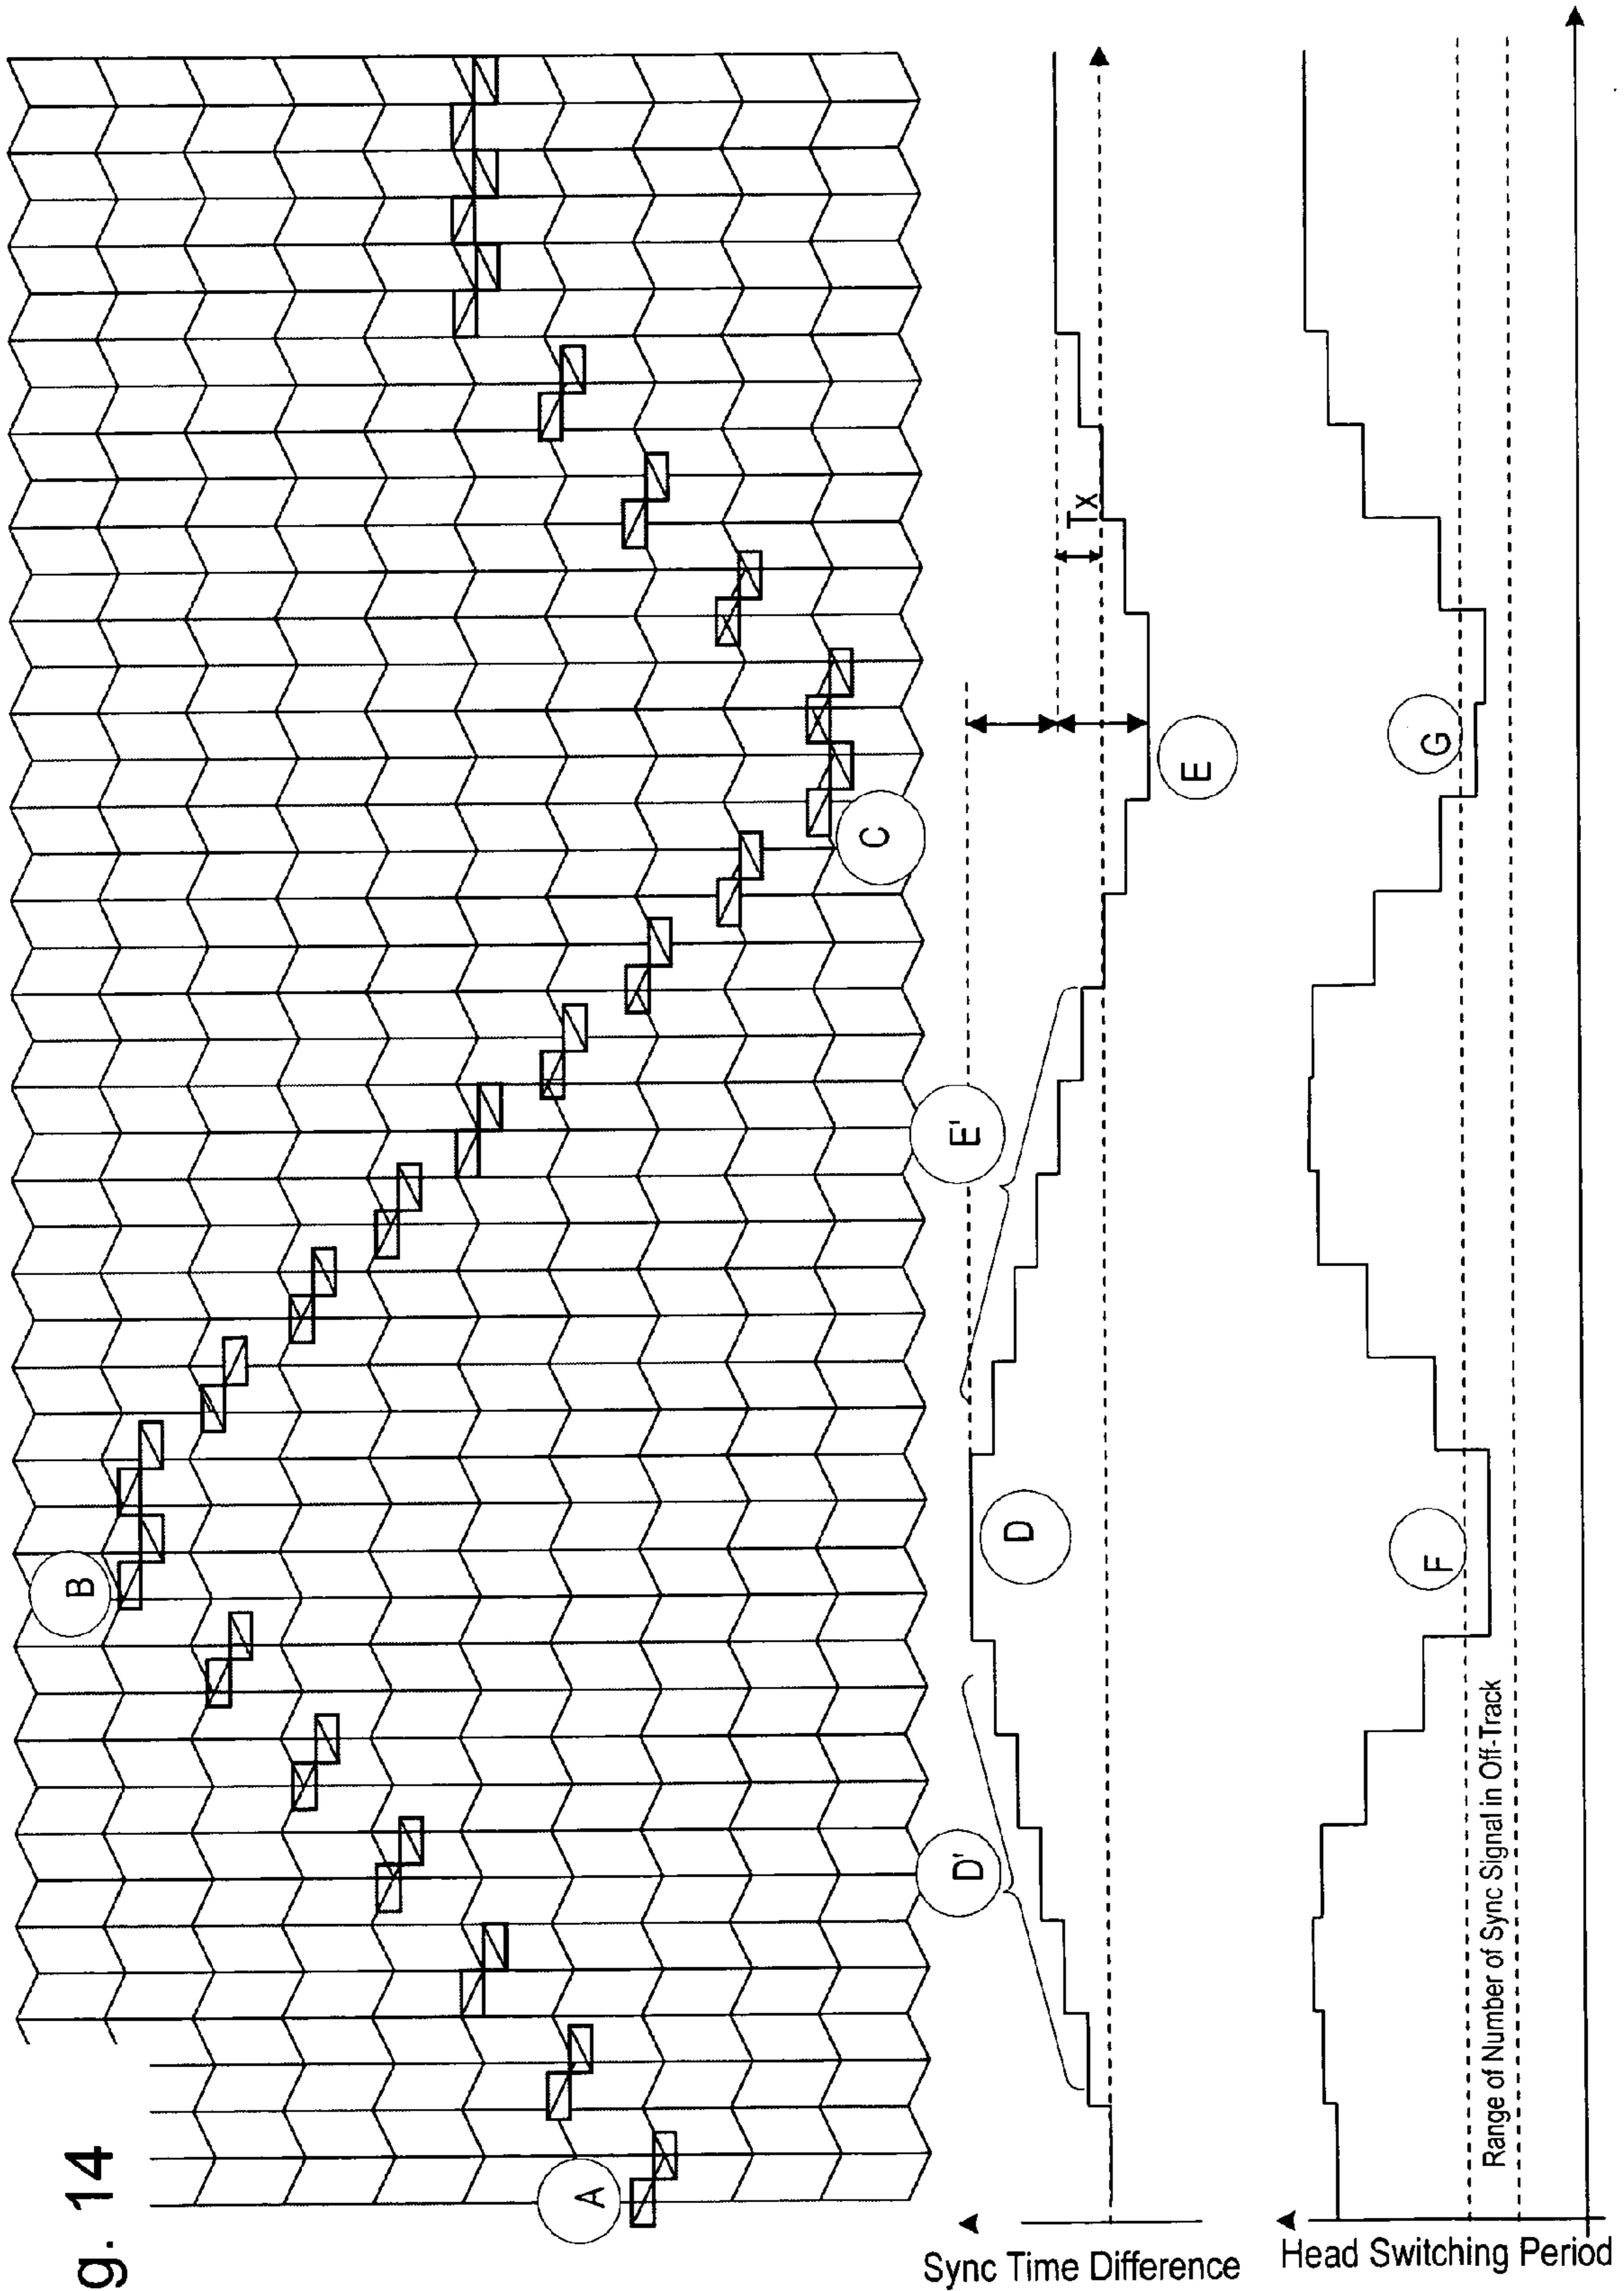 g. 14
A
B
C
D'
D
E'
E
Tx
Sync Time Difference
F
G
Range of Number of Sync Signal in Off-Track
Head Switching Period